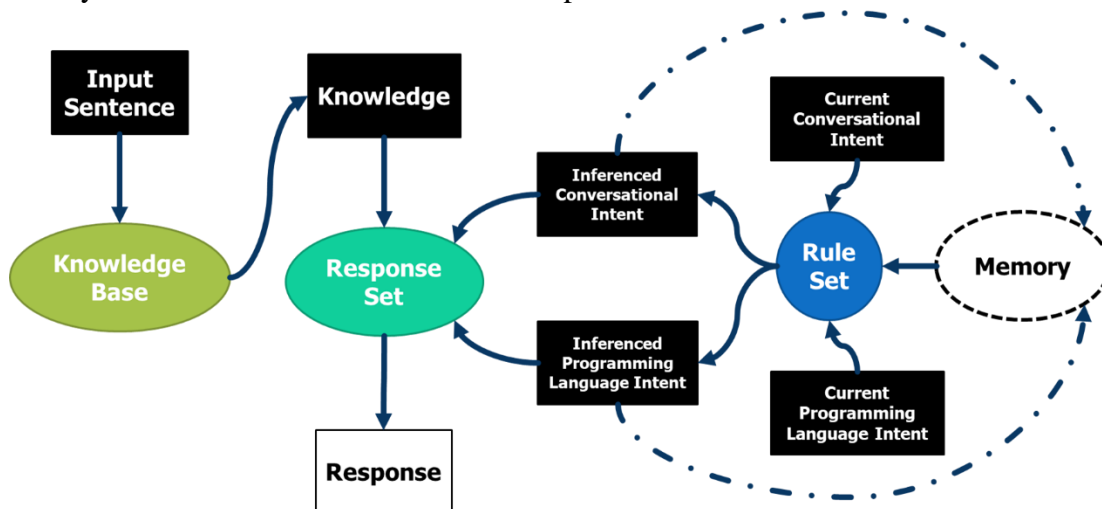 Input
Sentence
Knowledge
Current
Conversational
Intent
Inferenced
Conversational
Intent
Knowledge
Base
Response
Set
Rule
Set
Memory
Inferenced
Programming
Language Intent
Current
Programming
Language Intent
Response